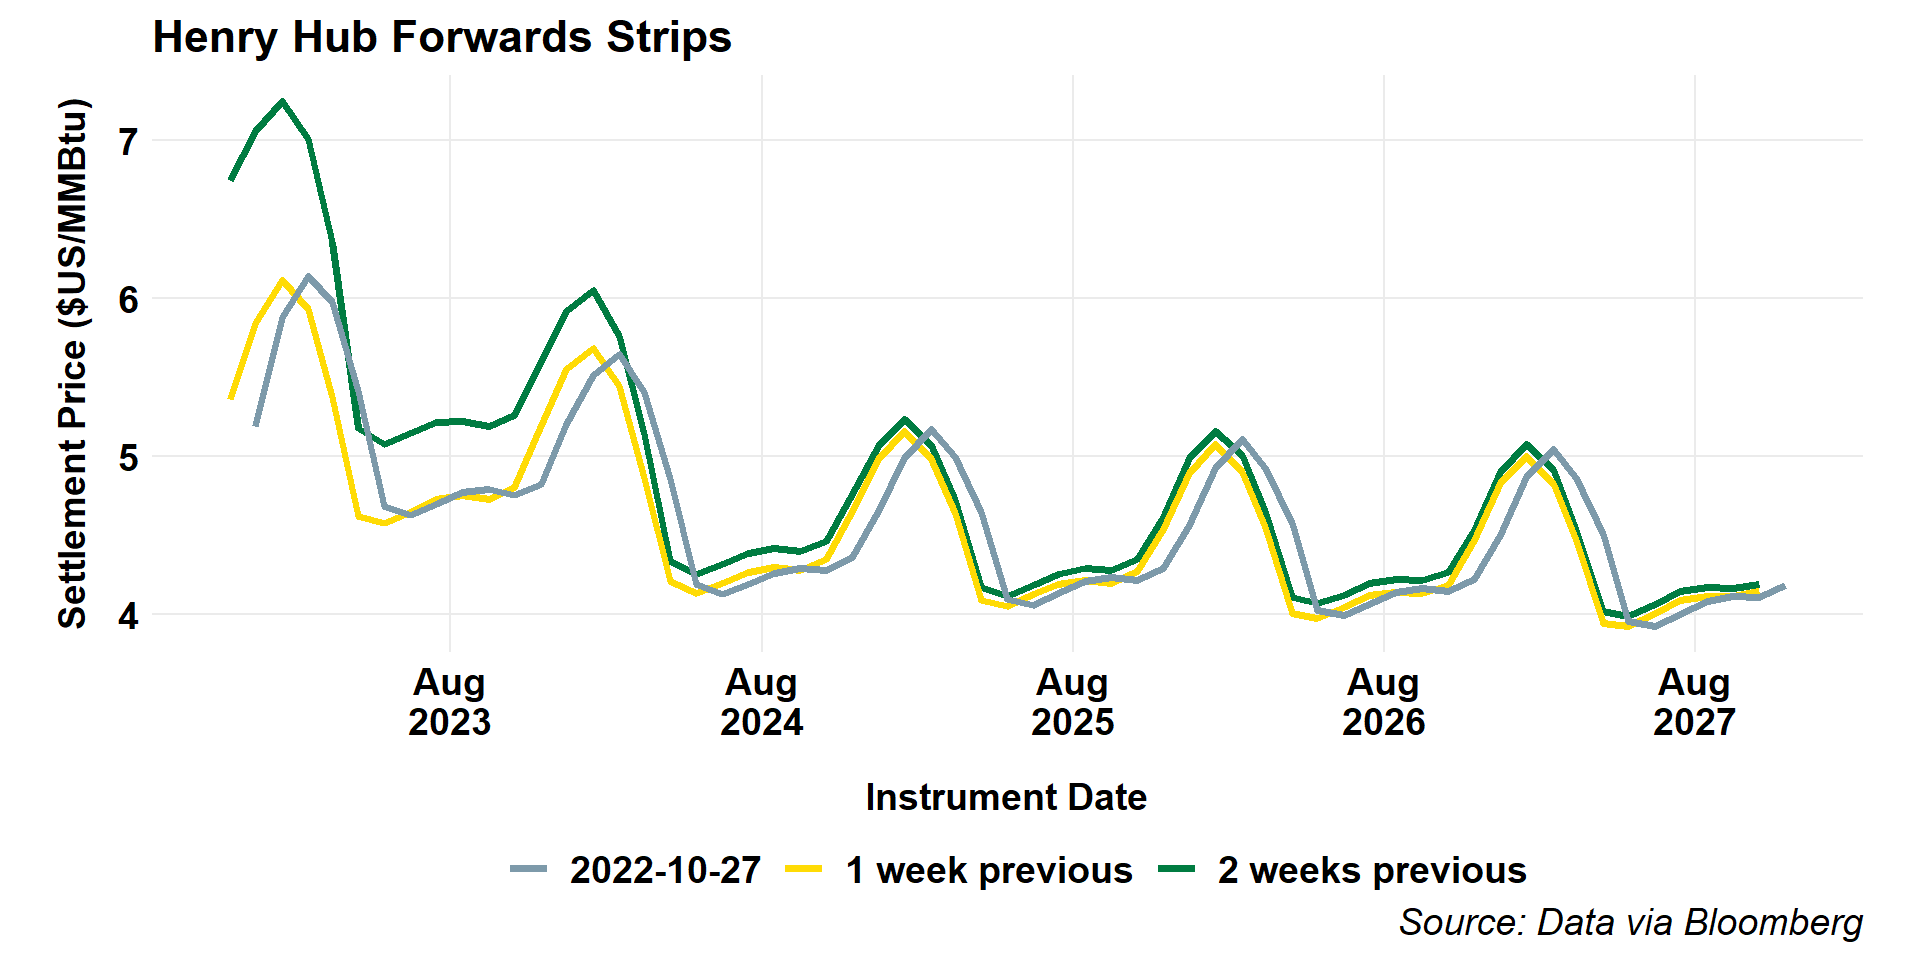 Henry Hub Forwards Strips
Settlement Price ($US/MMBtu)
7
6
5
4
Aug
2023
Aug
2024
Aug
2025
Aug
2026
Aug
2027
Instrument Date
2022-10-27
1 week previous
2 weeks previous
Source: Data via Bloomberg